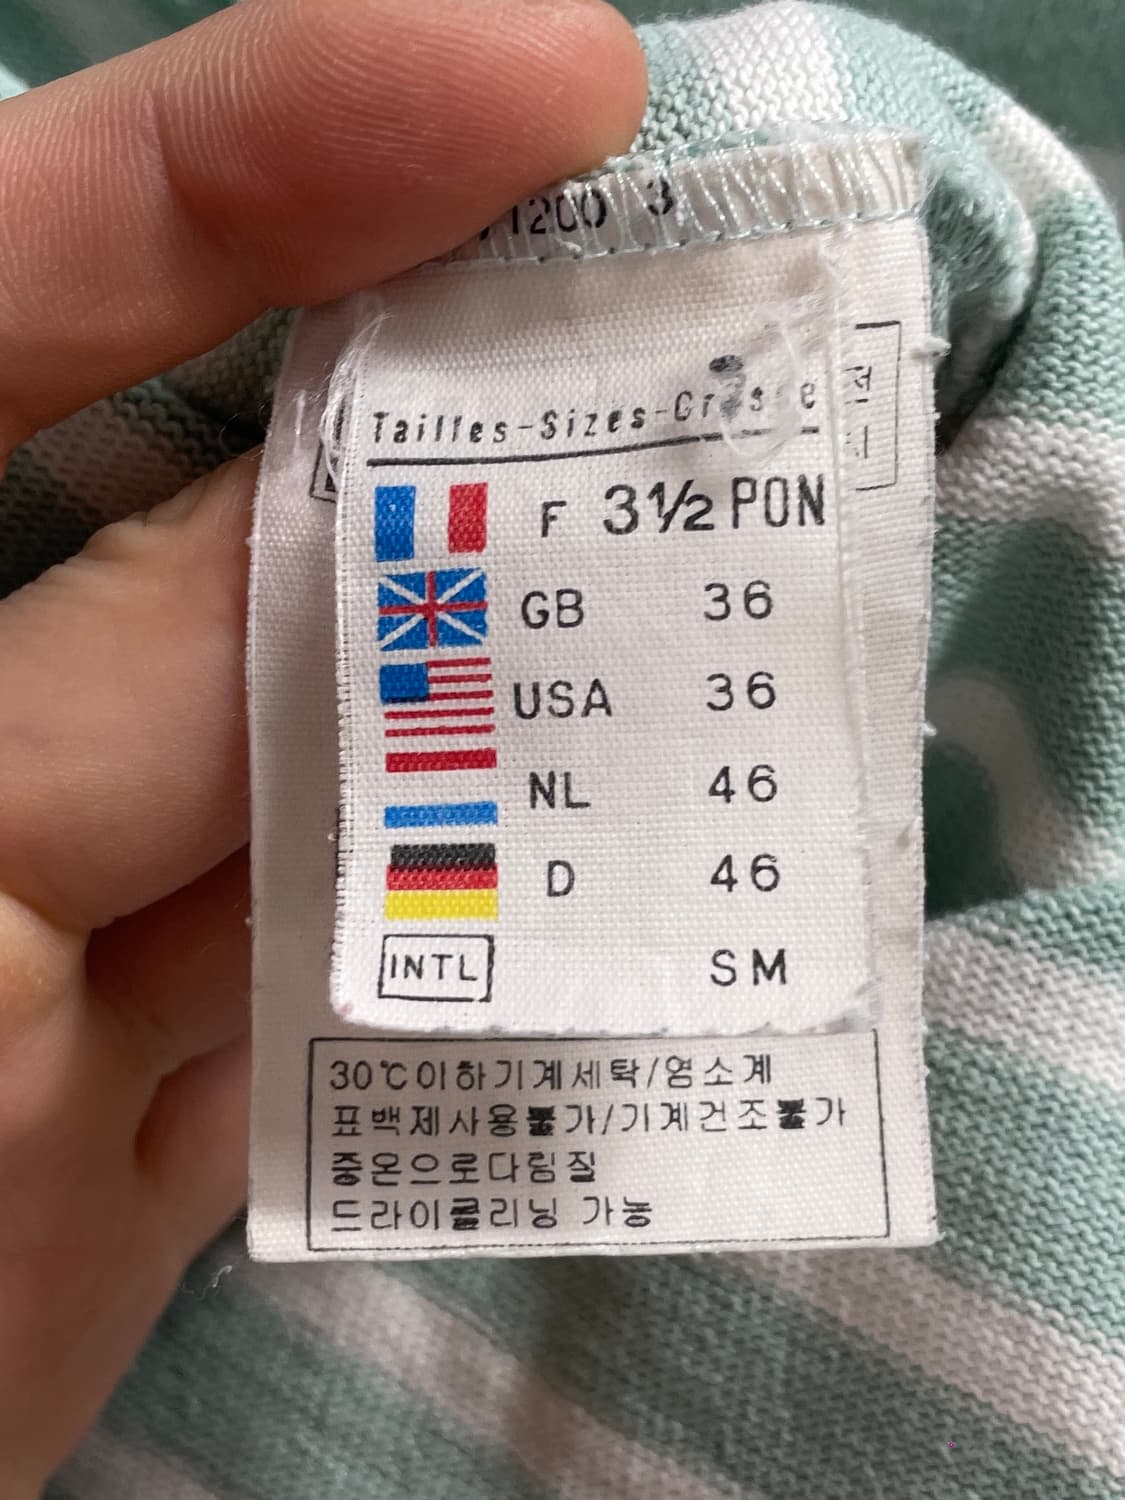 1200 3
Tailles-Sizes-
F 3½ PON
GB 36
USA 36
NL 46
D 46
INTL SM
30℃이하기계세탁/염소계
표백제사용불가/기계건조불가
중온으로다림질
드라이클리닝 가능